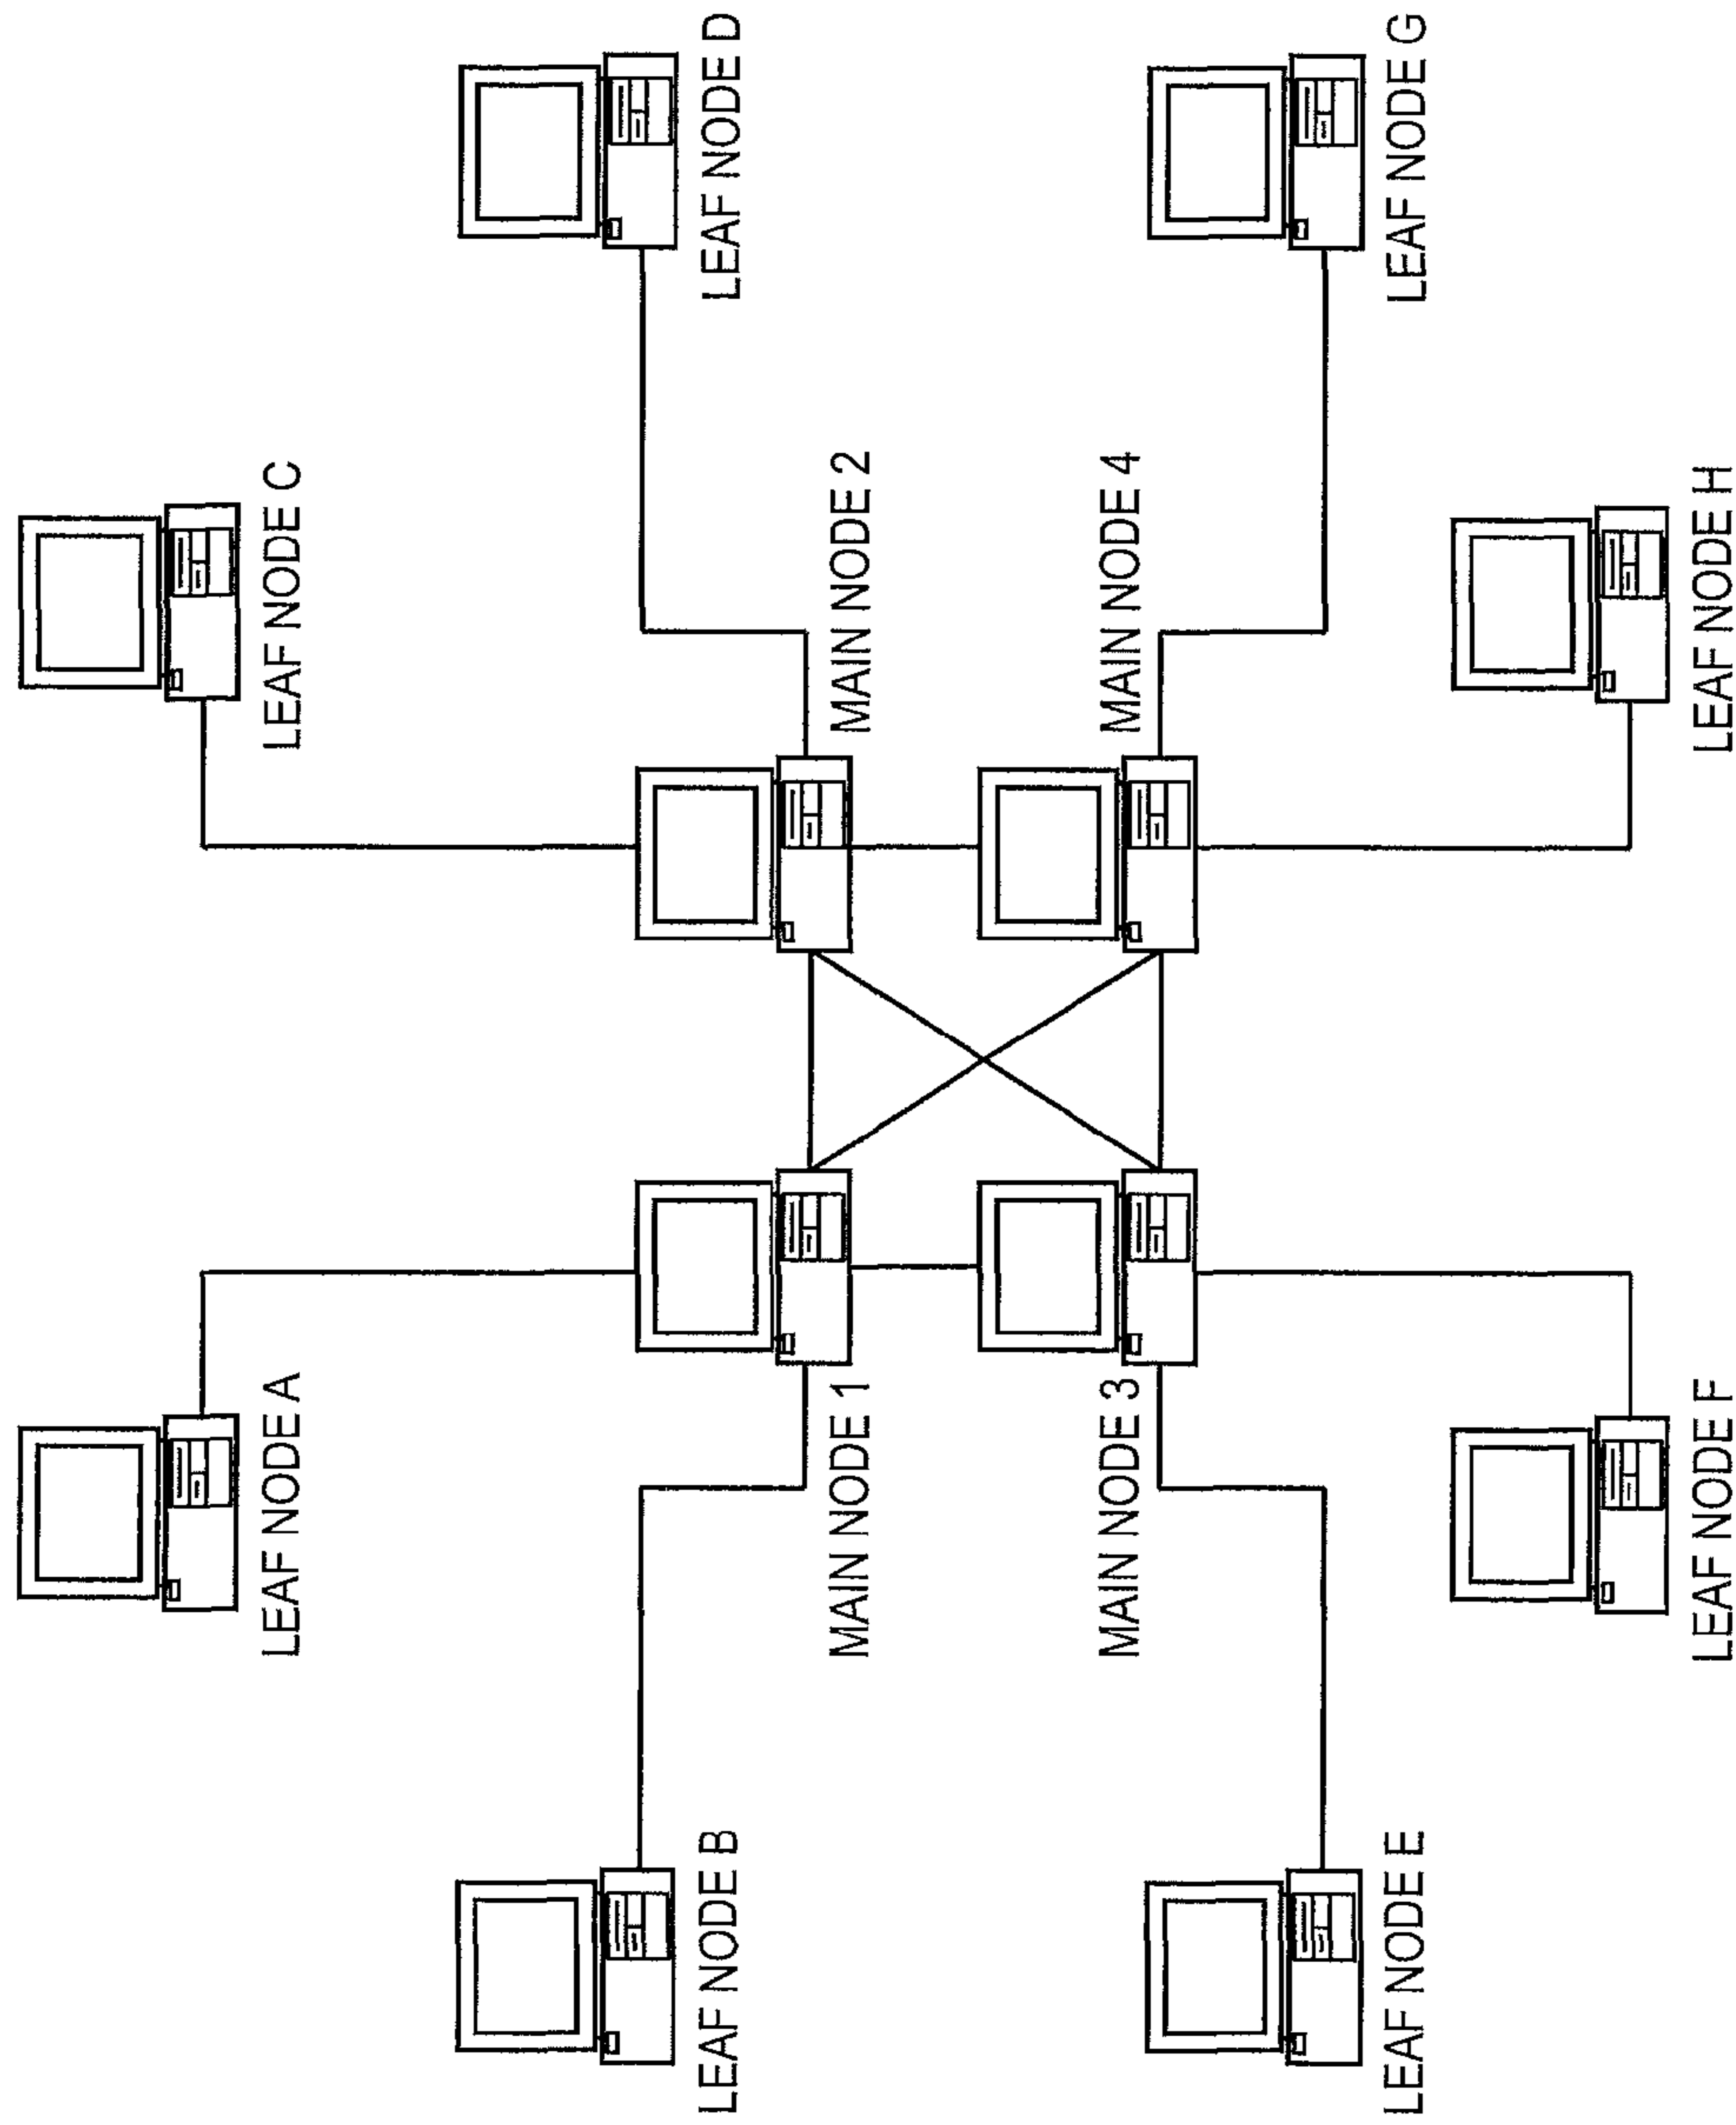 LEAF NODE A
LEAF NODE C
LEAF NODE B
LEAF NODE D
MAIN NODE 1
MAIN NODE 2
MAIN NODE 3
MAIN NODE 4
LEAF NODE E
LEAF NODE G
LEAF NODE F
LEAF NODE H